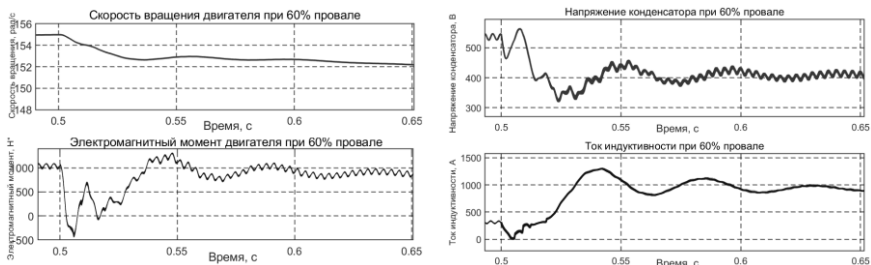 Скорость вращения двигателя при 60% провале
Скорость вращения, рад/с
156
154
152
150
148
0.5
0.55
0.6
0.65
Время, с
Электромагнитный момент двигателя при 60% провале
Электромагнитный момент, Н*
000
500
0
-500
0.5
0.55
0.6
0.65
Время, с
Напряжение конденсатора при 60% провале
Напряжение конденсатора, В
500
400
300
0.5
0.55
0.6
0.65
Время, с
Ток индуктивности при 60% провале
Ток индуктивности, А
1500
1000
500
0
0.5
0.55
0.6
0.65
Время, с